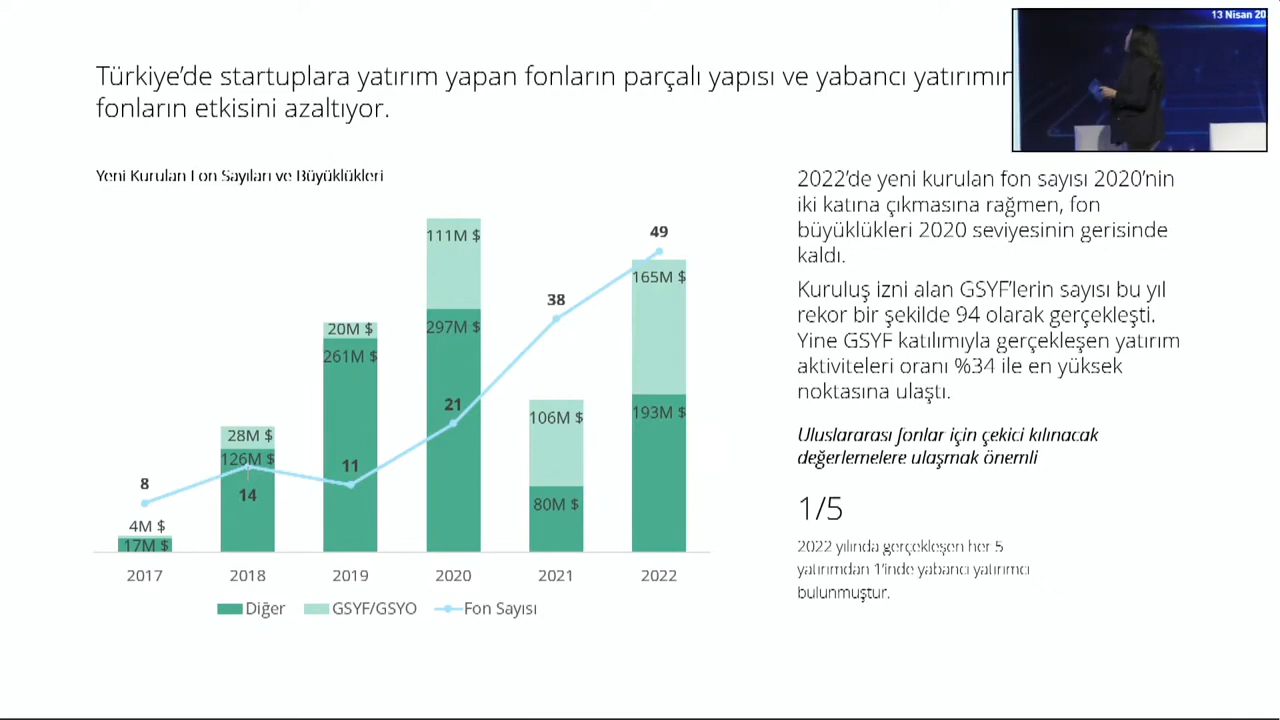 13 Nisan 20
Türkiye'de startuplara yatırım yapan fonların parçalı yapısı ve yabancı yatırımın
fonların etkisini azaltıyor.
Yeni Kurulan Fon Sayıları ve Büyüklükleri
111M $
297M $
20M $
261M $
28M $
126M $
4M $
17M $
106M $
80M $
165M $
193M $
8
14
11
21
38
49
2017 2018 2019 2020 2021 2022
Diğer GSYF/GSYO Fon Sayısı
2022'de yeni kurulan fon sayısı 2020'nin
iki katına çıkmasına rağmen, fon
büyüklükleri 2020 seviyesinin gerisinde
kaldı.
Kuruluş izni alan GSYF'lerin sayısı bu yıl
rekor bir şekilde 94 olarak gerçekleşti.
Yine GSYF katılımıyla gerçekleşen yatırım
aktiviteleri oranı %34 ile en yüksek
noktasına ulaştı.
Uluslararası fonlar için çekici kılınacak
değerlemelere ulaşmak önemli
1/5
2022 yılında gerçekleşen her 5
yatırımdan 1'inde yabancı yatırımcı
bulunmuştur.